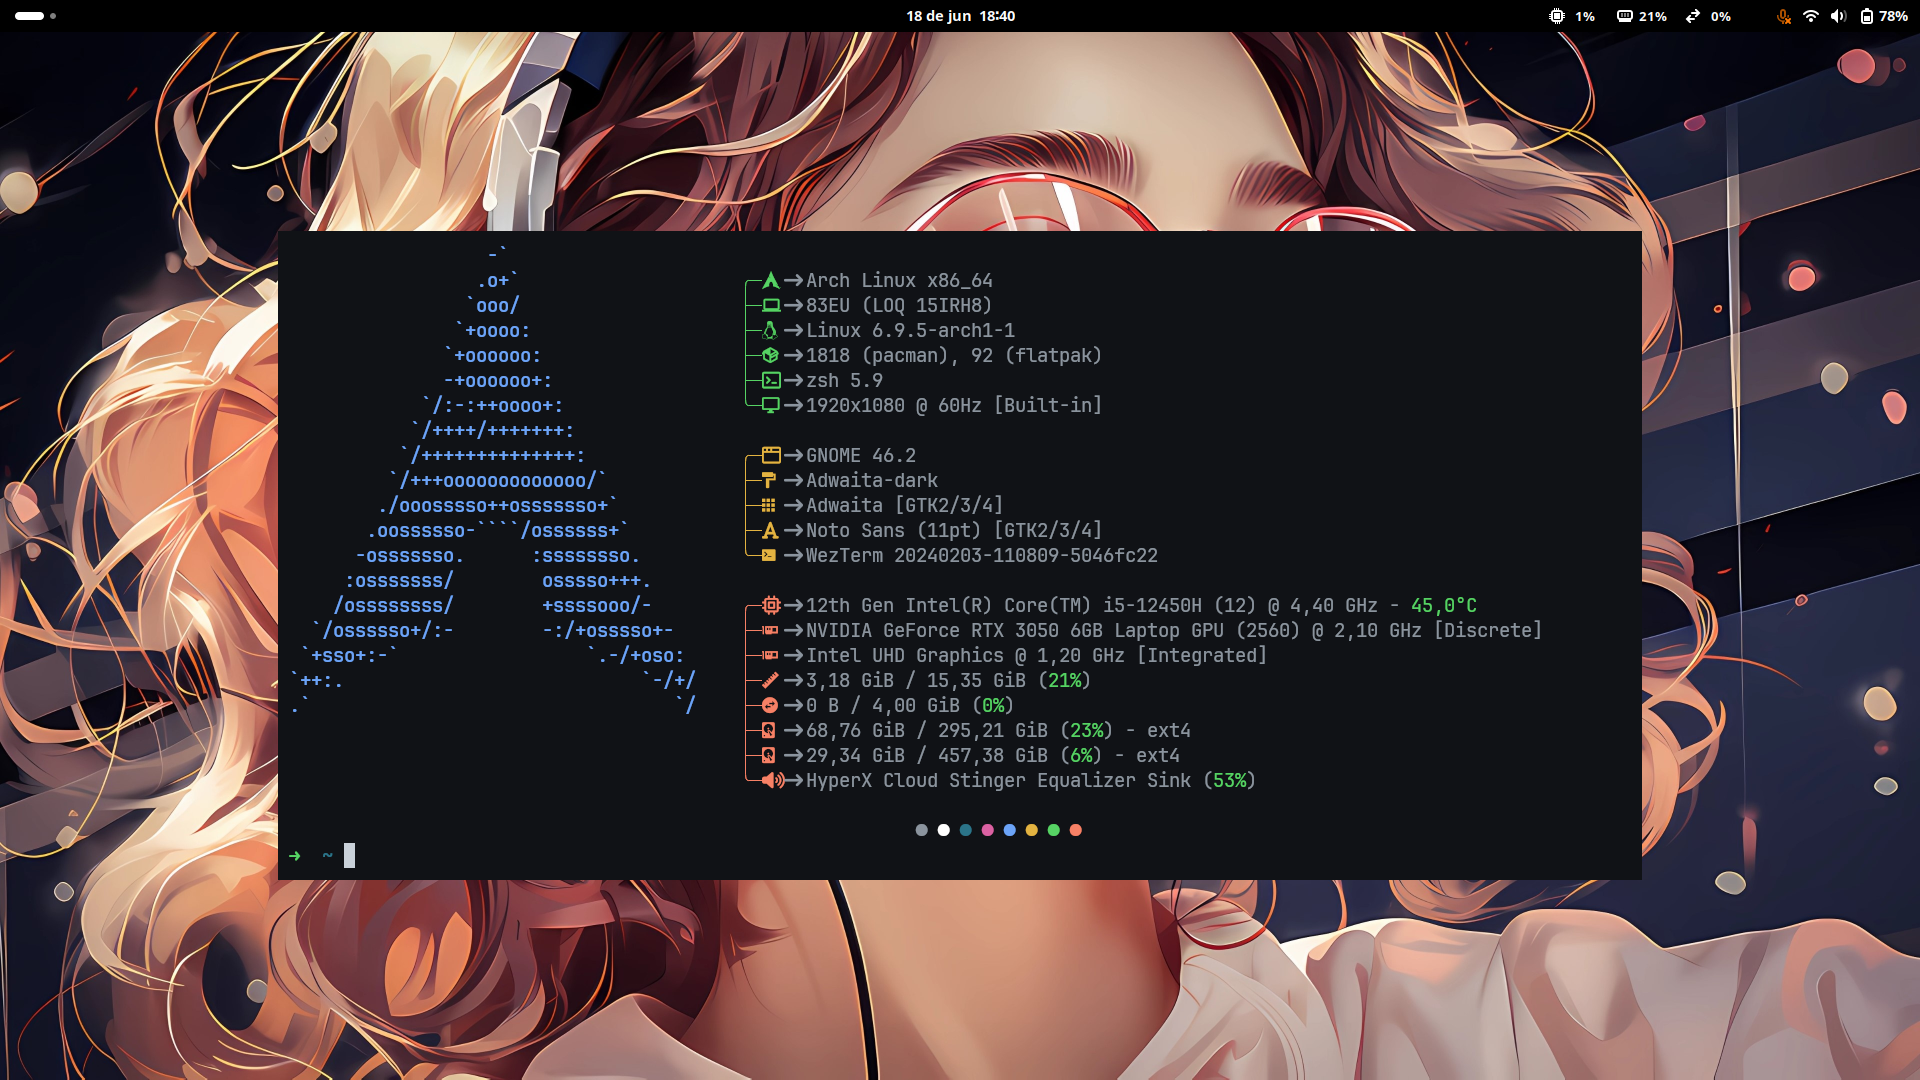 18 de jun 18:40
1% 21% 0% 78%
-`
.o+`
`ooo/
`+oooo:
`+oooooo:
-+oooooo+:
`/:-:++oooo+:
`/++++/+++++++:
`/++++++++++++++:
`/+++ooooooooooooo/`
./ooosssso++osssssso+`
.oossssso-````/ossssss+`
-osssssso. :ssssssso.
:osssssss/ osssso+++.
/ossssssss/ +ssssooo/-
`/ossssso+/:- -:/+osssso+-
`+sso+:-` `.-/+oso:
`++:. `-/+/
.` `/
Arch Linux x86_64
83EU (LOQ 15IRH8)
Linux 6.9.5-arch1-1
1818 (pacman), 92 (flatpak)
zsh 5.9
1920x1080 @ 60Hz [Built-in]
GNOME 46.2
Adwaita-dark
Adwaita [GTK2/3/4]
Noto Sans (11pt) [GTK2/3/4]
WezTerm 20240203-110809-5046fc22
12th Gen Intel(R) Core(TM) i5-12450H (12) @ 4,40 GHz - 45,0°C
NVIDIA GeForce RTX 3050 6GB Laptop GPU (2560) @ 2,10 GHz [Discrete]
Intel UHD Graphics @ 1,20 GHz [Integrated]
3,18 GiB / 15,35 GiB (21%)
0 B / 4,00 GiB (0%)
68,76 GiB / 295,21 GiB (23%) - ext4
29,34 GiB / 457,38 GiB (6%) - ext4
HyperX Cloud Stinger Equalizer Sink (53%)
➜ ~